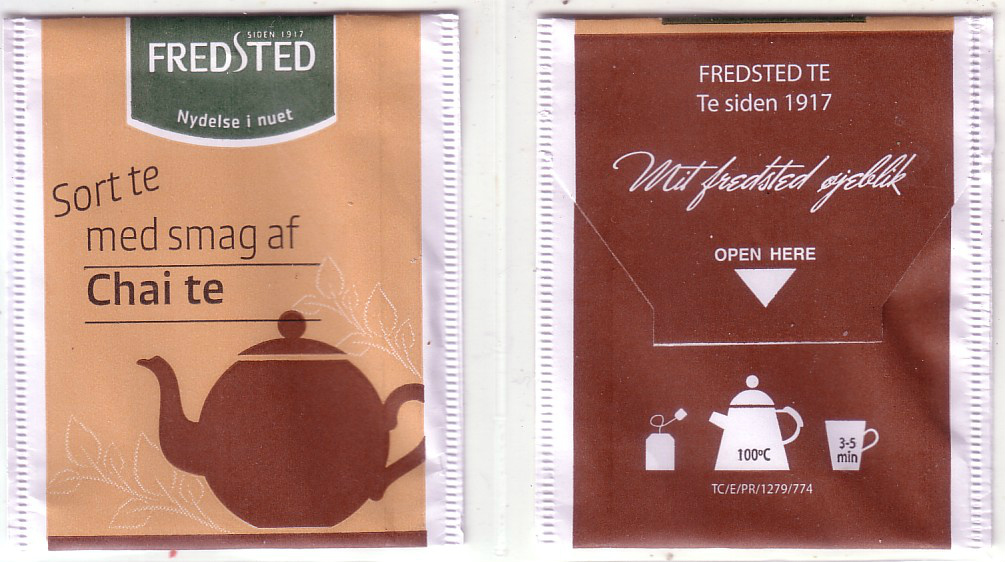 SIDEN 1917
FREDSTED
Nydelse i nuet
Sort te
med smag af
Chai te
FREDSTED TE
Te siden 1917
Mit fredsted øjeblik
OPEN HERE
100ºC
3-5
min
TC/E/PR/1279/774